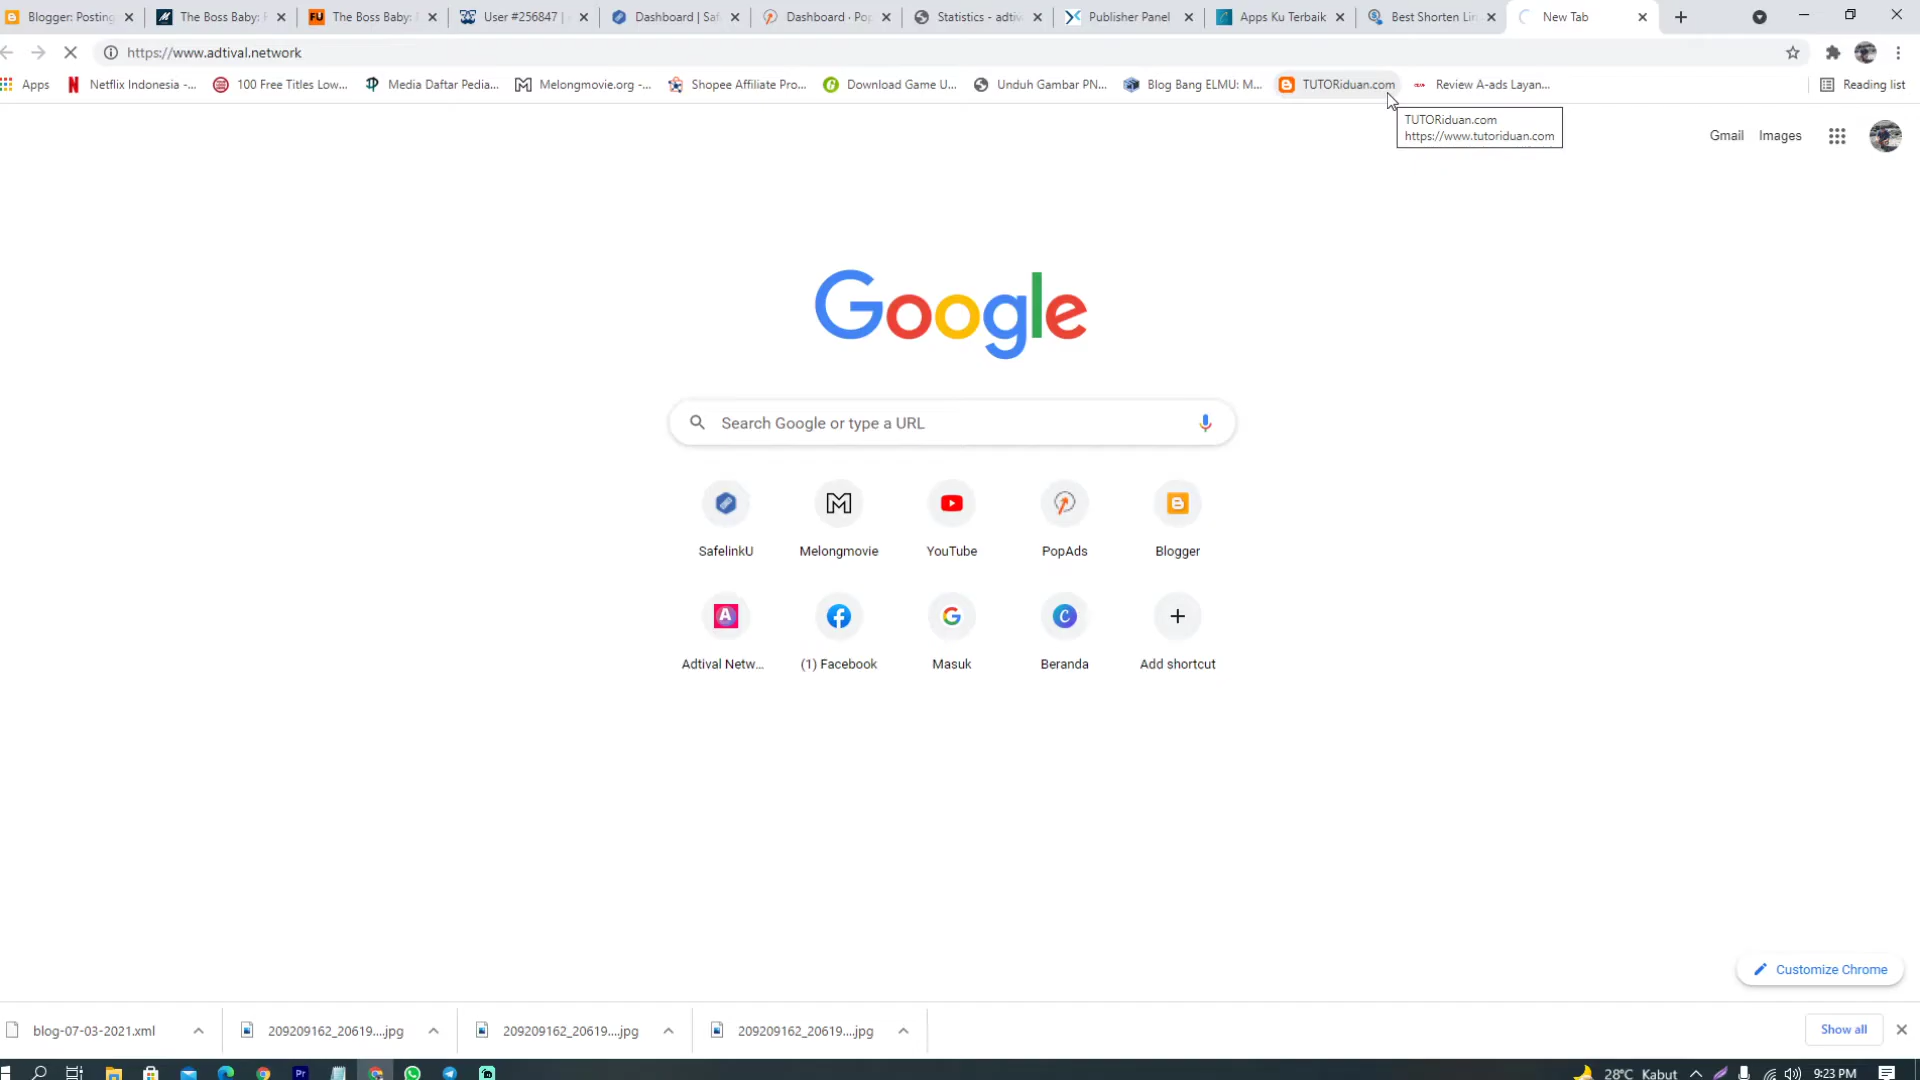 Blogger: Posting
The Boss Baby: F
The Boss Baby:
User #256847 |
Dashboard | Saf
Dashboard · Pop
Statistics - adtiv
Publisher Panel
Apps Ku Terbaik
Best Shorten Lin
New Tab
https://www.adtival.network
Apps
Netflix Indonesia -...
100 Free Titles Low...
Media Daftar Pedia...
Melongmovie.org -...
Shopee Affiliate Pro...
Download Game U...
Unduh Gambar PN...
Blog Bang ELMU: M...
TUTORiduan.com
Review A-ads Layan...
Reading list
TUTORiduan.com
https://www.tutoriduan.com
Gmail
Images
Google
Search Google or type a URL
SafelinkU
Melongmovie
YouTube
PopAds
Blogger
Adtival Netw...
(1) Facebook
Masuk
Beranda
Add shortcut
Customize Chrome
blog-07-03-2021.xml
209209162_20619....jpg
209209162_20619....jpg
209209162_20619....jpg
Show all
28°C Kabut
9:23 PM